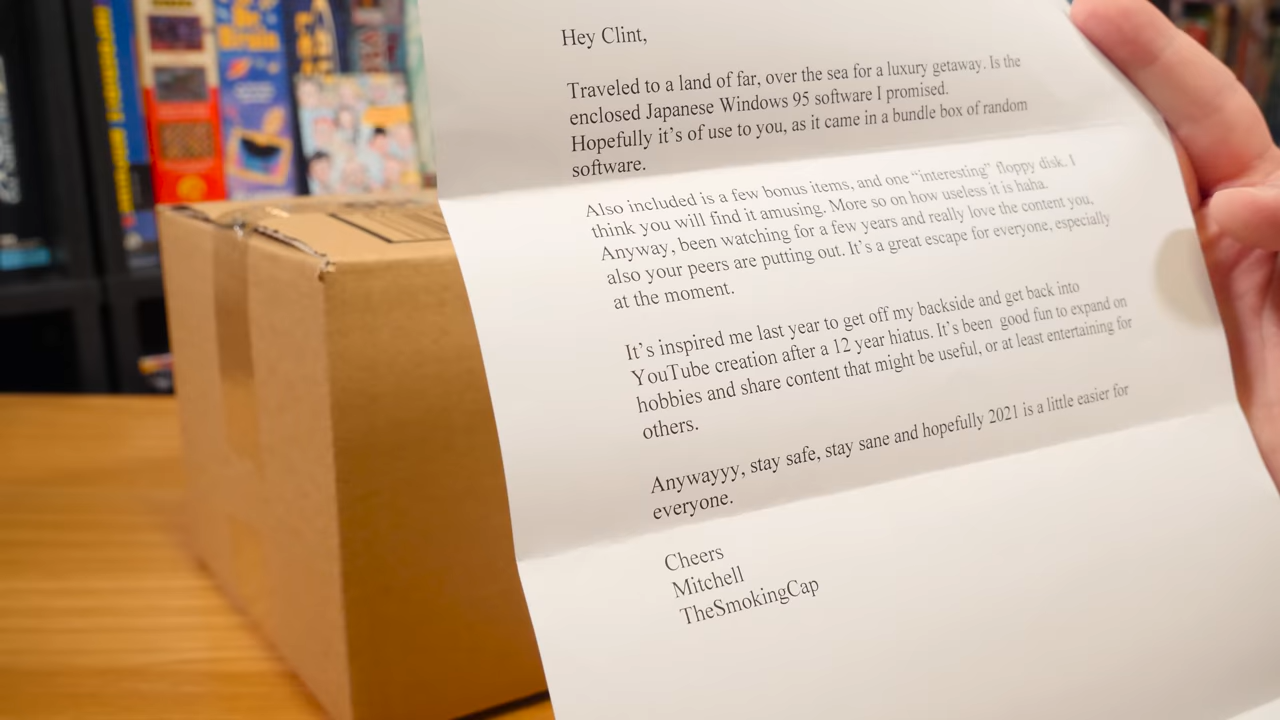 Hey Clint,
Traveled to a land of far, over the sea for a luxury getaway. Is the
enclosed Japanese Windows 95 software I promised.
Hopefully it's of use to you, as it came in a bundle box of random
software.
Also included is a few bonus items, and one “interesting” floppy disk. I
think you will find it amusing. More so on how useless it is haha.
Anyway, been watching for a few years and really love the content you,
also your peers are putting out. It's a great escape for everyone, especially
at the moment.
It's inspired me last year to get off my backside and get back into
YouTube creation after a 12 year hiatus. It's been good fun to expand on
hobbies and share content that might be useful, or at least entertaining for
others.
Anywayyy, stay safe, stay sane and hopefully 2021 is a little easier for
everyone.
Cheers
Mitchell
TheSmokingCap